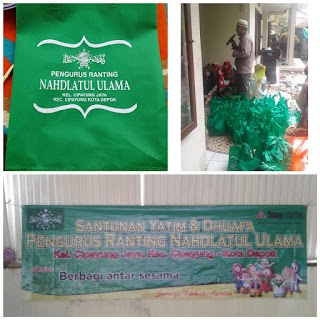 PENGURUS RANTING
NAHDLATUL ULAMA
KEL. CIPAYUNG JAYA
KEC. CIPAYUNG KOTA DEPOK
SANTUNAN YATIM & DHUAFA
PENGURUS RANTING NAHDLATUL ULAMA
Kel. Cipayung Jaya, Kec. Cipayung - Kota Depok
Berbagi antar sesama